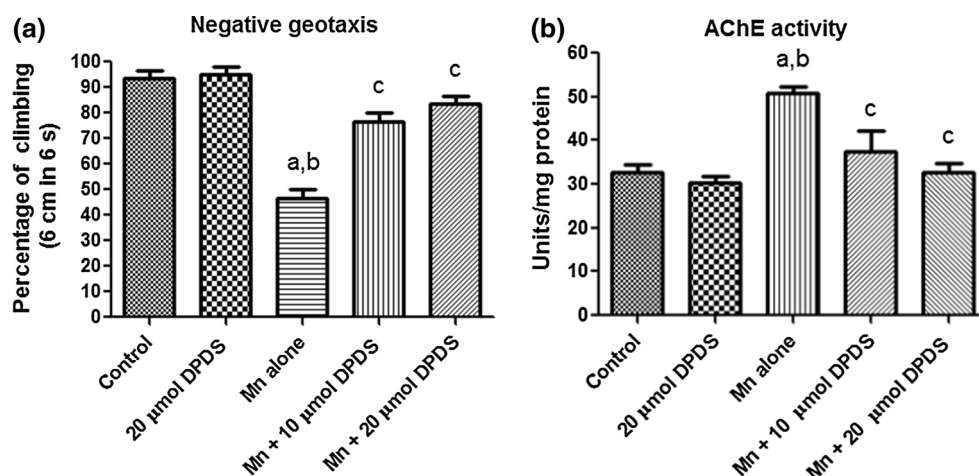 (a)
Negative geotaxis
Percentage of climbing
(6 cm in 6 s)
100
90
80
70
60
50
40
30
20
10
0
a,b
c
c
Control
20 µmol DPDS
Mn alone
Mn + 10 µmol DPDS
Mn + 20 µmol DPDS
(b)
AChE activity
Units/mg protein
60
50
40
30
20
10
0
a,b
c
c
Control
20 µmol DPDS
Mn alone
Mn + 10 µmol DPDS
Mn + 20 µmol DPDS